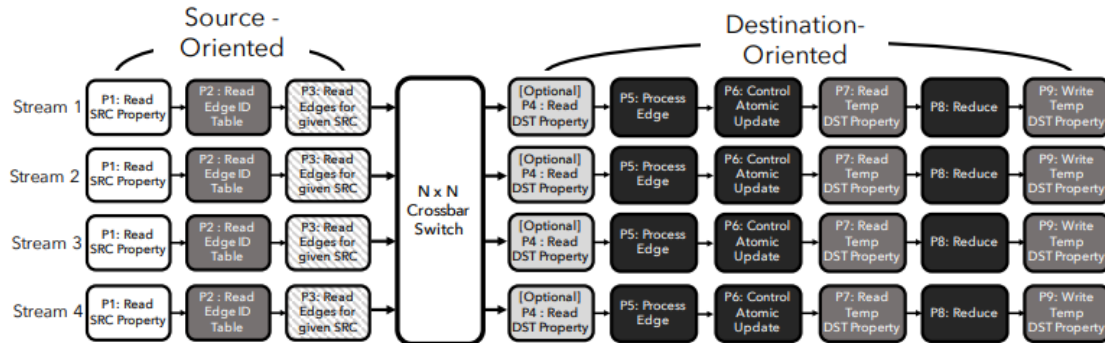 Source -
Oriented
Destination-
Oriented
Stream 1
P1: Read
SRC Property
P2 : Read
Edge ID
Table
P3: Read
Edges for
given SRC
[Optional]
P4 : Read
DST Property
P5: Process
Edge
P6: Control
Atomic
Update
P7: Read
Temp
DST Property
P8: Reduce
P9: Write
Temp
DST Property
Stream 2
P1: Read
SRC Property
P2 : Read
Edge ID
Table
P3: Read
Edges for
given SRC
N x N
Crossbar
Switch
[Optional]
P4 : Read
DST Property
P5: Process
Edge
P6: Control
Atomic
Update
P7: Read
Temp
DST Property
P8: Reduce
P9: Write
Temp
DST Property
Stream 3
P1: Read
SRC Property
P2 : Read
Edge ID
Table
P3: Read
Edges for
given SRC
[Optional]
P4 : Read
DST Property
P5: Process
Edge
P6: Control
Atomic
Update
P7: Read
Temp
DST Property
P8: Reduce
P9: Write
Temp
DST Property
Stream 4
P1: Read
SRC Property
P2 : Read
Edge ID
Table
P3: Read
Edges for
given SRC
[Optional]
P4 : Read
DST Property
P5: Process
Edge
P6: Control
Atomic
Update
P7: Read
Temp
DST Property
P8: Reduce
P9: Write
Temp
DST Property